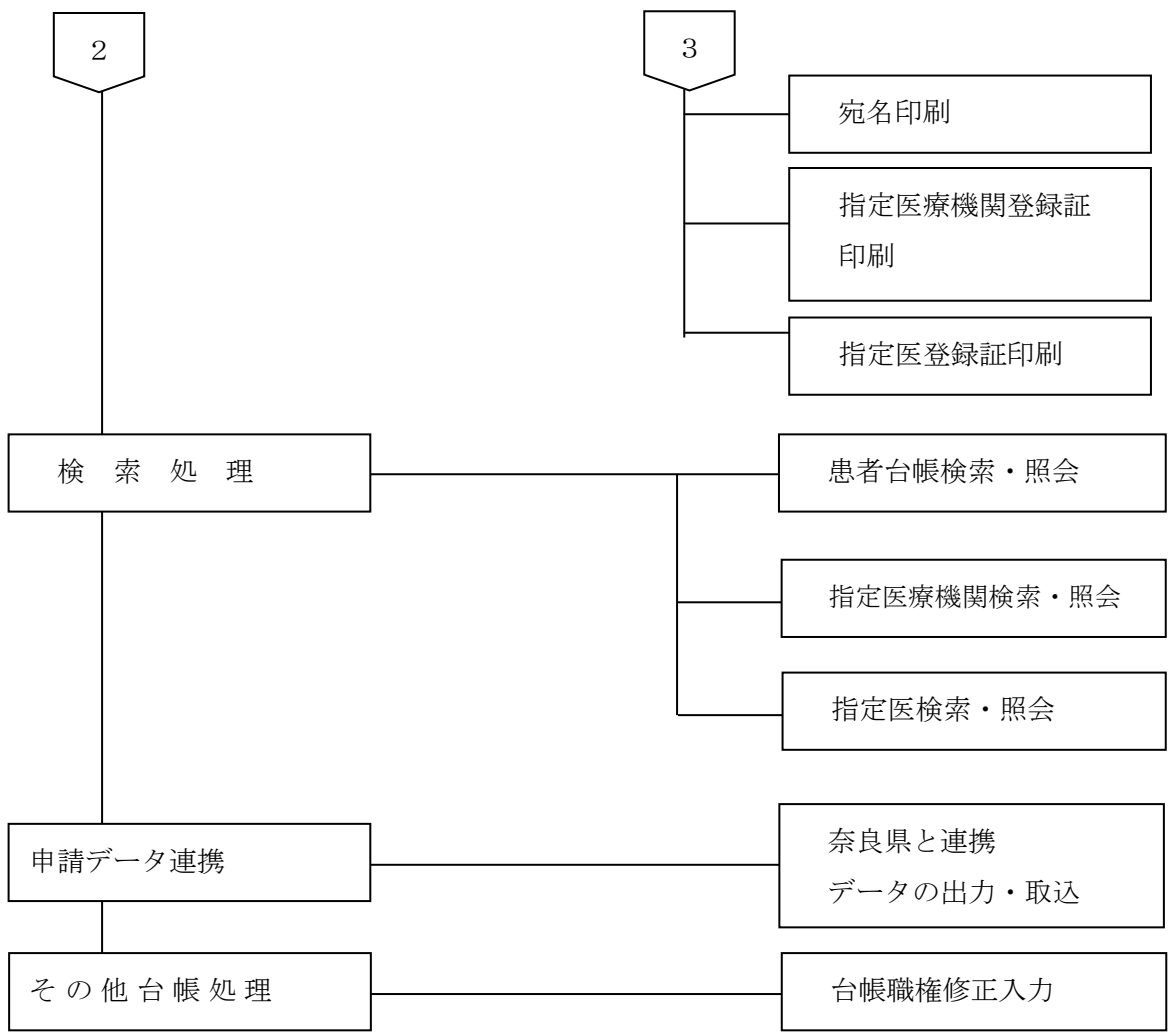 ２
３
宛名印刷
指定医療機関登録証
印刷
指定医登録証印刷
検　索　処　理
患者台帳検索・照会
指定医療機関検索・照会
指定医検索・照会
申請データ連携
奈良県と連携
データの出力・取込
そ の 他 台 帳 処 理
台帳職権修正入力